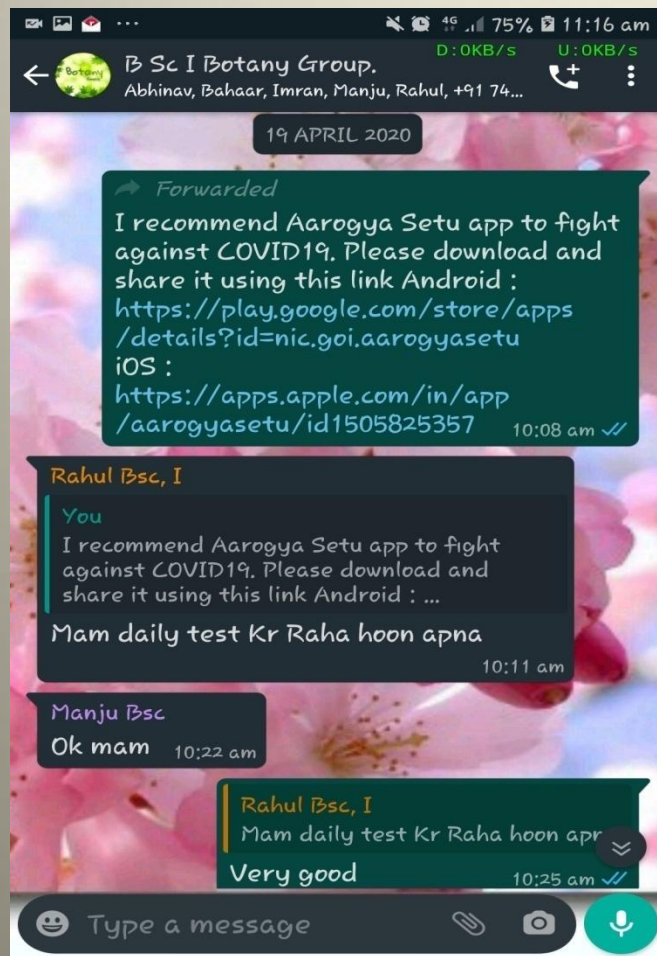 4G 75% 11:16 am
D:0KB/s U:0KB/s
Botany
B Sc I Botany Group.
Abhinav, Bahaar, Imran, Manju, Rahul, +91 74...
19 APRIL 2020
Forwarded
I recommend Aarogya Setu app to fight
against COVID19. Please download and
share it using this link Android :
https://play.google.com/store/apps
/details?id=nic.goi.aarogyasetu
iOS :
https://apps.apple.com/in/app
/aarogyasetu/id1505825357 10:08 am
Rahul Bsc, I
You
I recommend Aarogya Setu app to fight
against COVID19. Please download and
share it using this link Android : ...
Mam daily test Kr Raha hoon apna
10:11 am
Manju Bsc
Ok mam 10:22 am
Rahul Bsc, I
Mam daily test Kr Raha hoon apn
Very good 10:25 am
Type a message